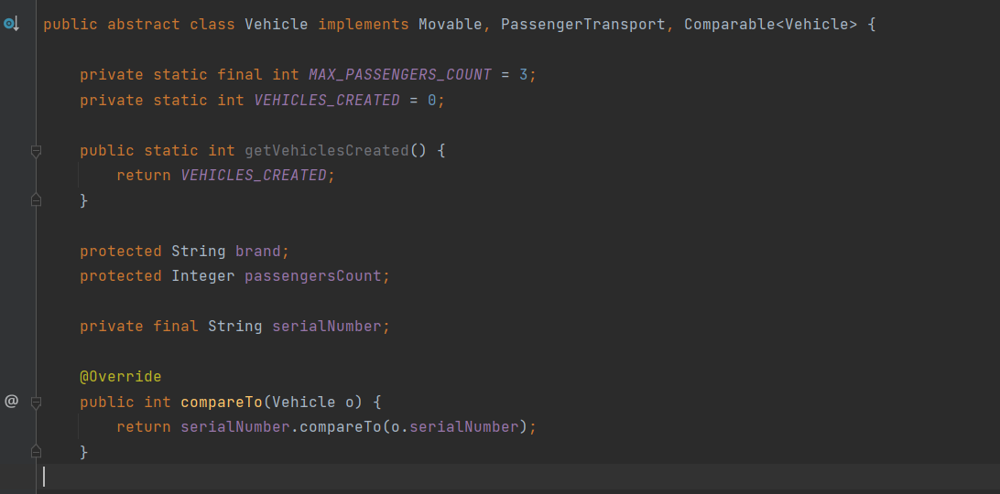 public abstract class Vehicle implements Movable, PassengerTransport, Comparable<Vehicle> {
private static final int MAX_PASSENGERS_COUNT = 3;
private static int VEHICLES_CREATED = 0;
public static int getVehiclesCreated() {
return VEHICLES_CREATED;
}
protected String brand;
protected Integer passengersCount;
private final String serialNumber;
@Override
@ public int compareTo(Vehicle o) {
return serialNumber.compareTo(o.serialNumber);
}